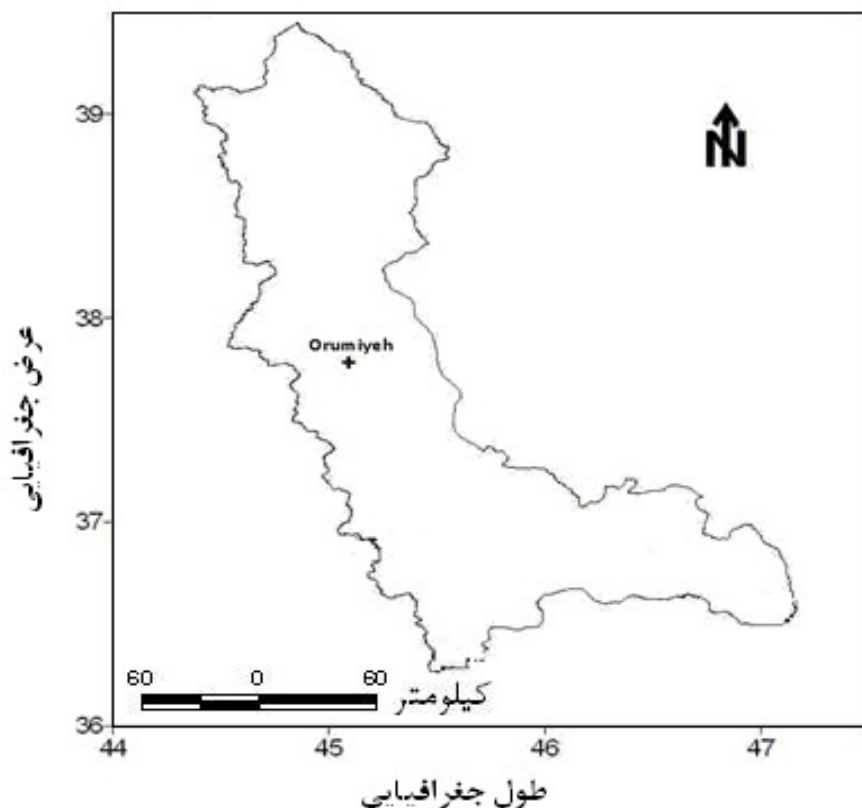 39
N
38
Orumiyeh
عرض جغرافیایی
37
60 0 60
کیلومتر
36
44 45 46 47
طول جغرافیایی